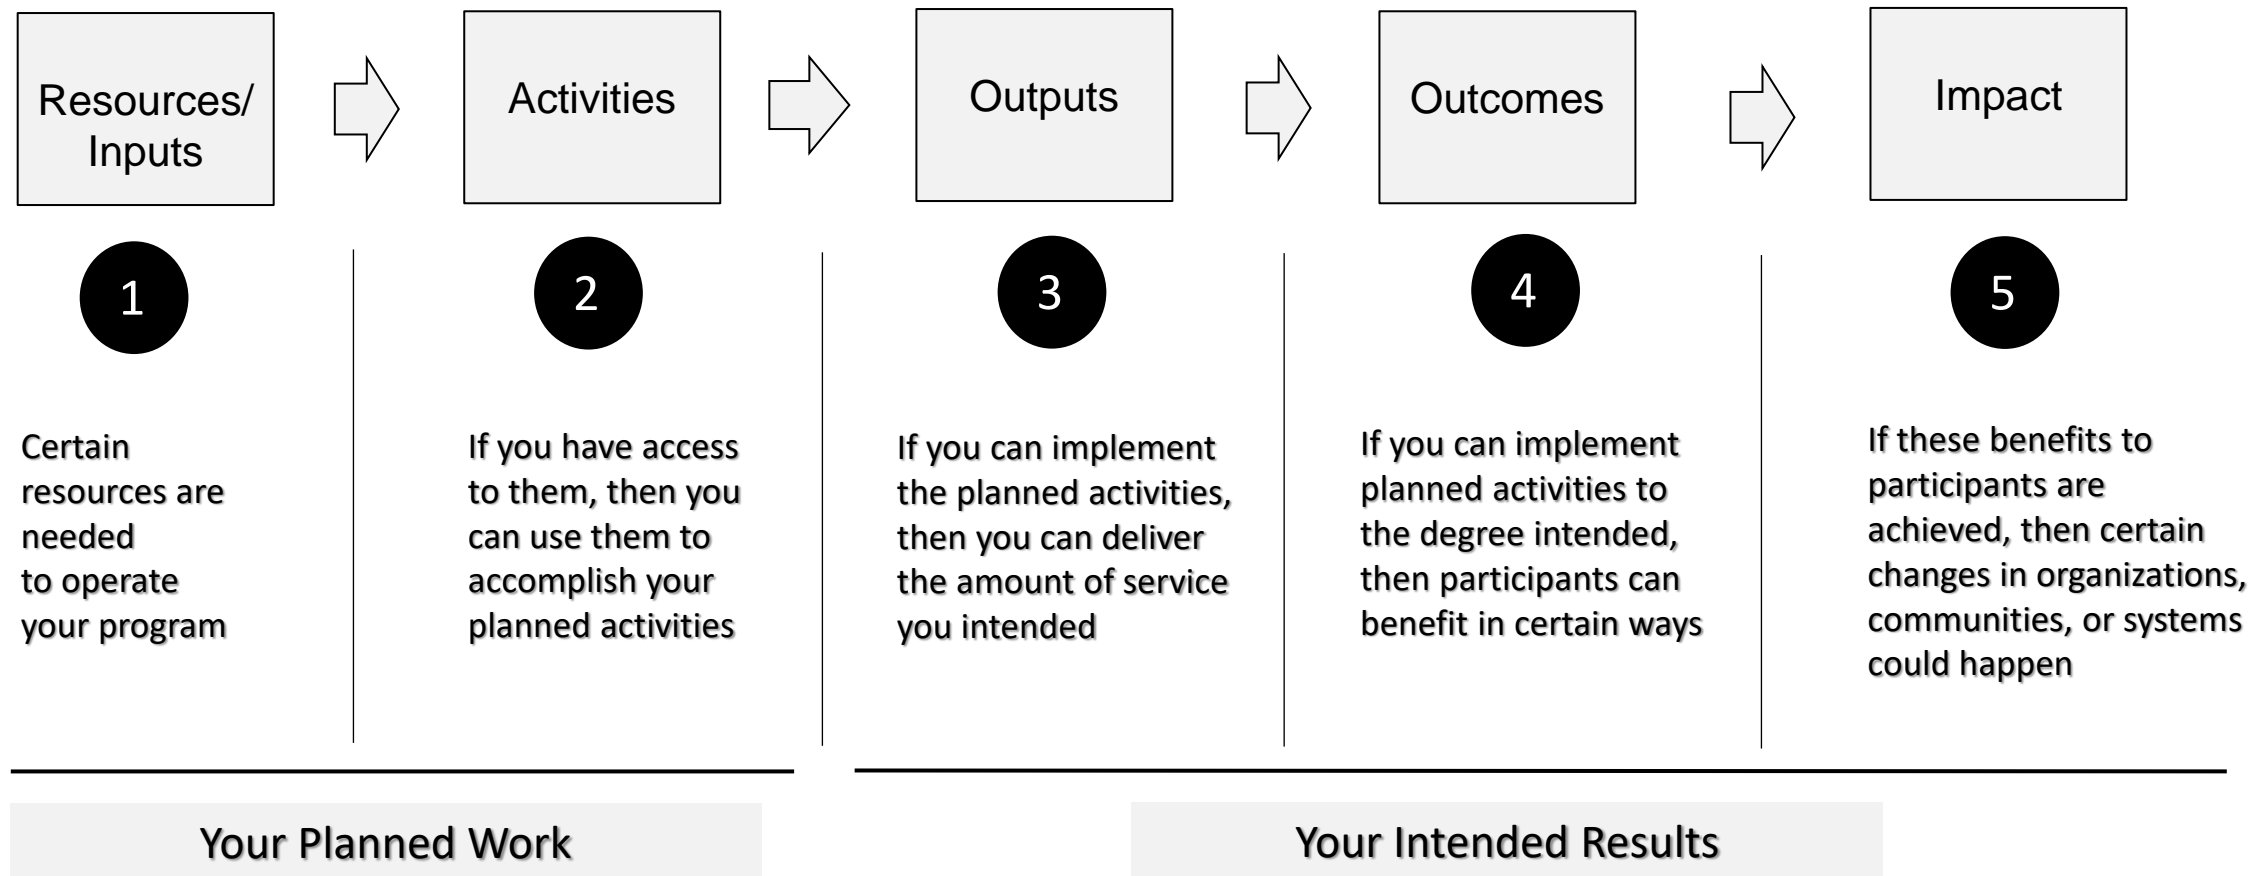 Resources/
Inputs
Activities
Outputs
Outcomes
Impact
1
2
3
4
5
Certain
resources are
needed
to operate
your program
If you have access
to them, then you
can use them to
accomplish your
planned activities
If you can implement
the planned activities,
then you can deliver
the amount of service
you intended
If you can implement
planned activities to
the degree intended,
then participants can
benefit in certain ways
If these benefits to
participants are
achieved, then certain
changes in organizations,
communities, or systems
could happen
Your Planned Work
Your Intended Results